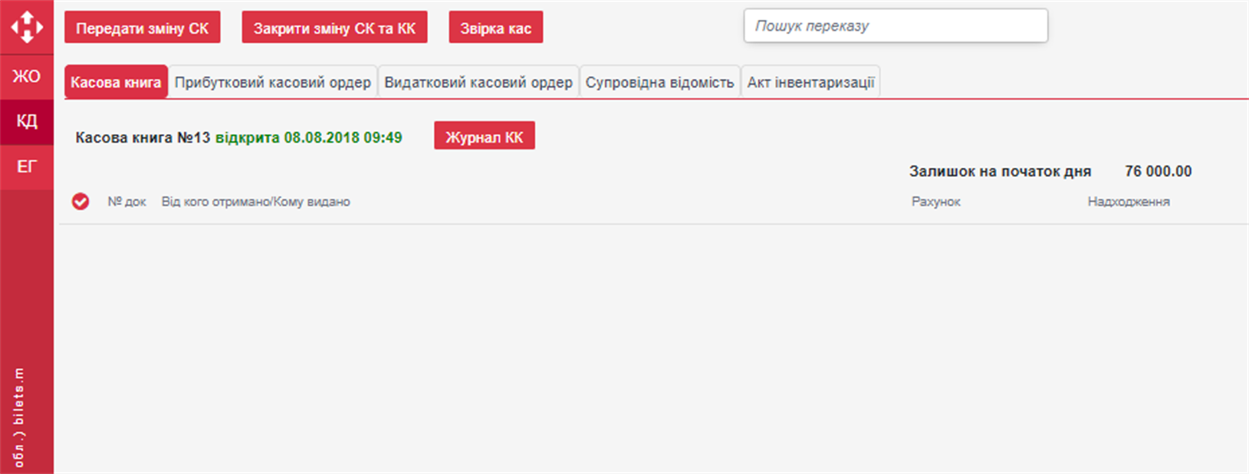 Передати зміну СК Закрити зміну СК та КК Звірка кас Пошук переказу
ЖО
КД
ЕГ
Касова книга Прибутковий касовий ордер Видатковий касовий ордер Супровідна відомість Акт інвентаризації
Касова книга №13 відкрита 08.08.2018 09:49 Журнал КК
Залишок на початок дня 76 000.00
№ док Від кого отримано/Кому видано Рахунок Надходження
обл.) bilets.m